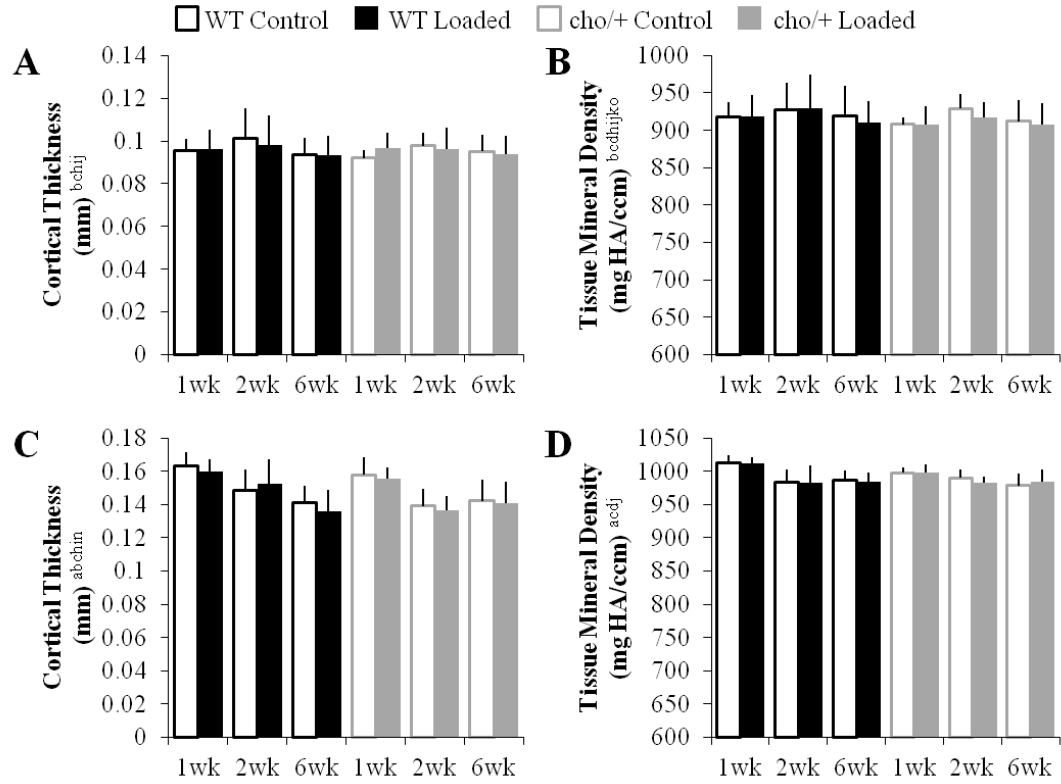 WT Control WT Loaded cho/+ Control cho/+ Loaded
A
Cortical Thickness
(mm) bchij
0.14
0.12
0.1
0.08
0.06
0.04
0.02
0
1wk 2wk 6wk 1wk 2wk 6wk
B
Tissue Mineral Density
(mg HA/ccm) bcdhijko
1000
950
900
850
800
750
700
650
600
1wk 2wk 6wk 1wk 2wk 6wk
C
Cortical Thickness
(mm) abchin
0.18
0.16
0.14
0.12
0.1
0.08
0.06
0.04
0.02
0
1wk 2wk 6wk 1wk 2wk 6wk
D
Tissue Mineral Density
(mg HA/ccm) acdj
1050
1000
950
900
850
800
750
700
650
600
1wk 2wk 6wk 1wk 2wk 6wk